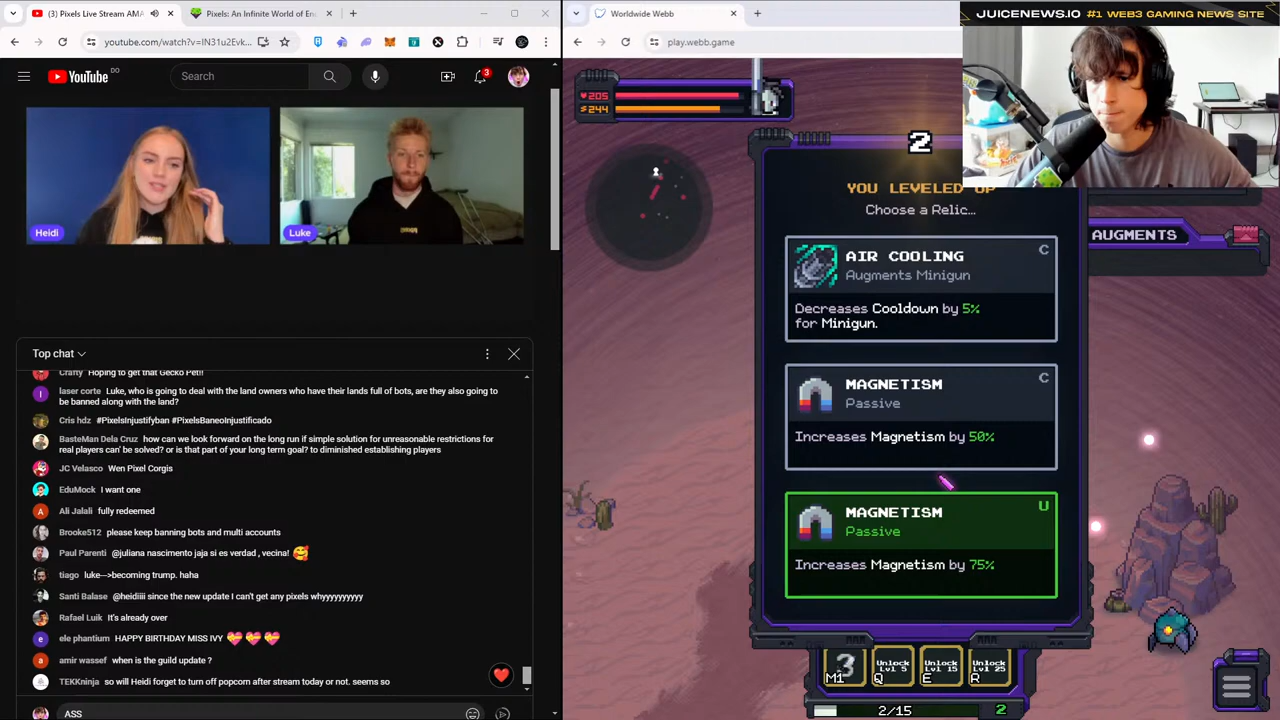 (3) Pixels Live Stream AMA
Pixels: An Infinite World of En
youtube.com/watch?v=IN31u2Evk...
YouTube
DO
Search
3
Heidi
Luke
Top chat
Crafty Hoping to get that Gecko Pet!!
laser corte Luke, who is going to deal with the land owners who have their lands full of bots, are they also going to
be banned along with the land?
Cris hdz #PixelsInjustifyban #PixelsBaneoInjustificado
BasteMan Dela Cruz how can we look forward on the long run if simple solution for unreasonable restrictions for
real players can' be solved? or is that part of your long term goal? to diminished establishing players
JC Velasco Wen Pixel Corgis
EduMock I want one
Ali Jalali fully redeemed
Brooke512 please keep banning bots and multi accounts
Paul Parenti @juliana nascimento jaja si es verdad , vecina!
tiago luke-->becoming trump. haha
Santi Balase @heidiiii since the new update I can't get any pixels whyyyyyyyyy
Rafael Luik It's already over
ele phantium HAPPY BIRTHDAY MISS IVY
amir wassef when is the guild update ?
TEKKninja so will Heidi forget to turn off popcorn after stream today or not. seems so
ASS
Worldwide Webb
play.webb.game
JUICENEWS.IO #1 WEB3 GAMING NEWS SITE
205
244
2
YOU LEVELED UP
Choose a Relic...
AUGMENTS
AIR COOLING
C
Augments Minigun
Decreases Cooldown by 5%
for Minigun.
MAGNETISM
C
Passive
Increases Magnetism by 50%
MAGNETISM
U
Passive
Increases Magnetism by 75%
3
M1
Unlock
Lvl 5
Q
Unlock
Lvl 15
E
Unlock
Lvl 25
R
2/15
2